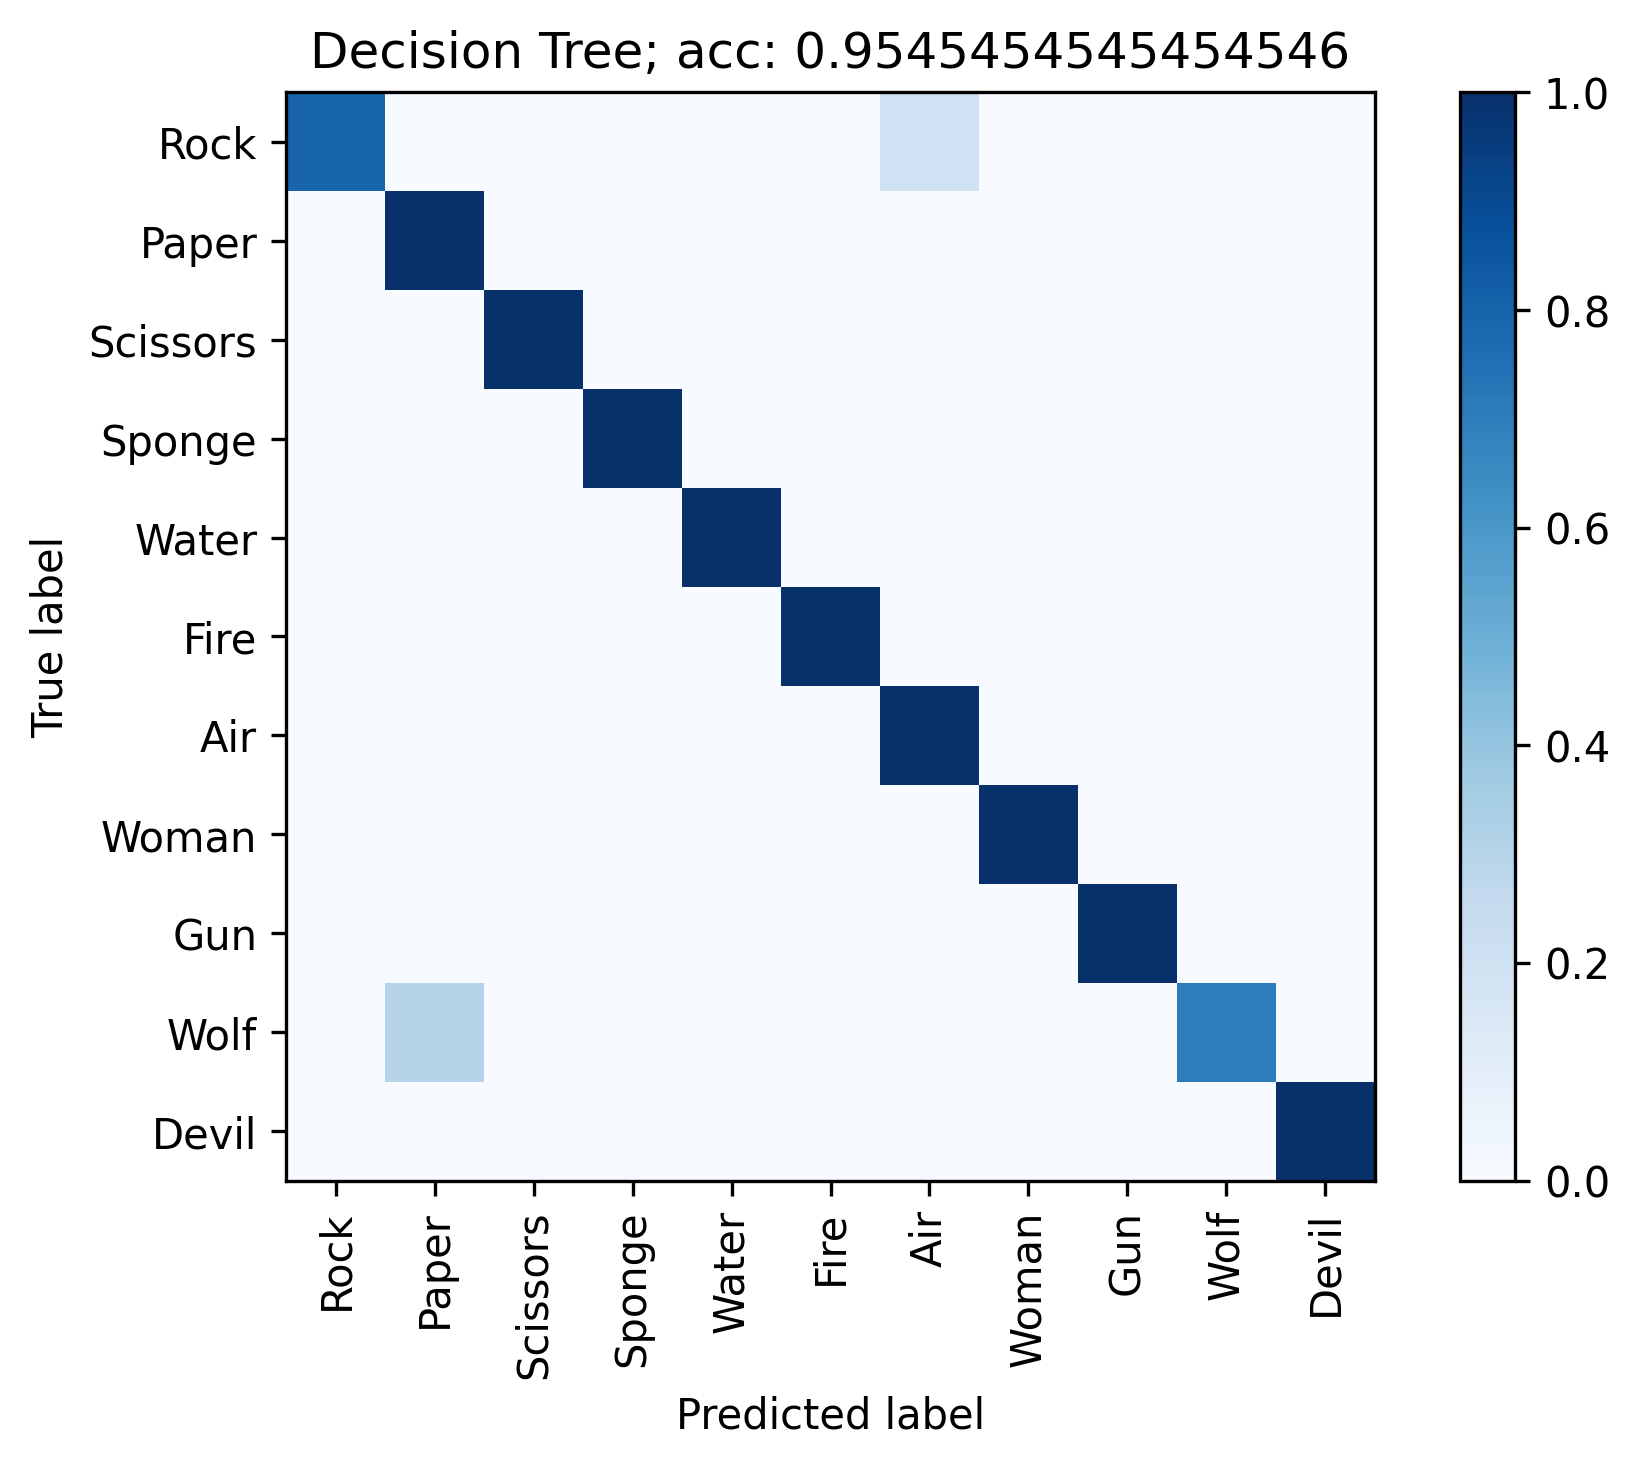 Decision Tree; acc: 0.9545454545454546
True label
Rock
Paper
Scissors
Sponge
Water
Fire
Air
Woman
Gun
Wolf
Devil
Rock
Paper
Scissors
Sponge
Water
Fire
Air
Woman
Gun
Wolf
Devil
Predicted label
1.0
0.8
0.6
0.4
0.2
0.0